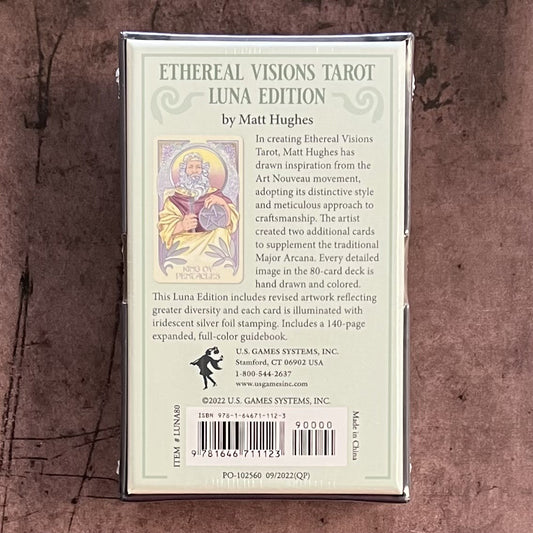 ETHEREAL VISIONS TAROT
LUNA EDITION
by Matt Hughes
In creating Ethereal Visions
Tarot, Matt Hughes has
drawn inspiration from the
Art Nouveau movement,
adopting its distinctive style
and meticulous approach to
craftsmanship. The artist
created two additional cards
to supplement the traditional
Major Arcana. Every detailed
image in the 80-card deck is
hand drawn and colored.
KING OF
PENTACLES
This Luna Edition includes revised artwork reflecting
greater diversity and each card is illuminated with
iridescent silver foil stamping. Includes a 140-page
expanded, full-color guidebook.
U.S. GAMES SYSTEMS, INC.
Stamford, CT 06902 USA
1-800-544-2637
www.usgamesinc.com
©2022 U.S. GAMES SYSTEMS, INC.
ITEM # LUNA80
ISBN 978-1-64671-112-3
90000
9 781646 711123
Made in China
PO-102560 09/2022(QP)